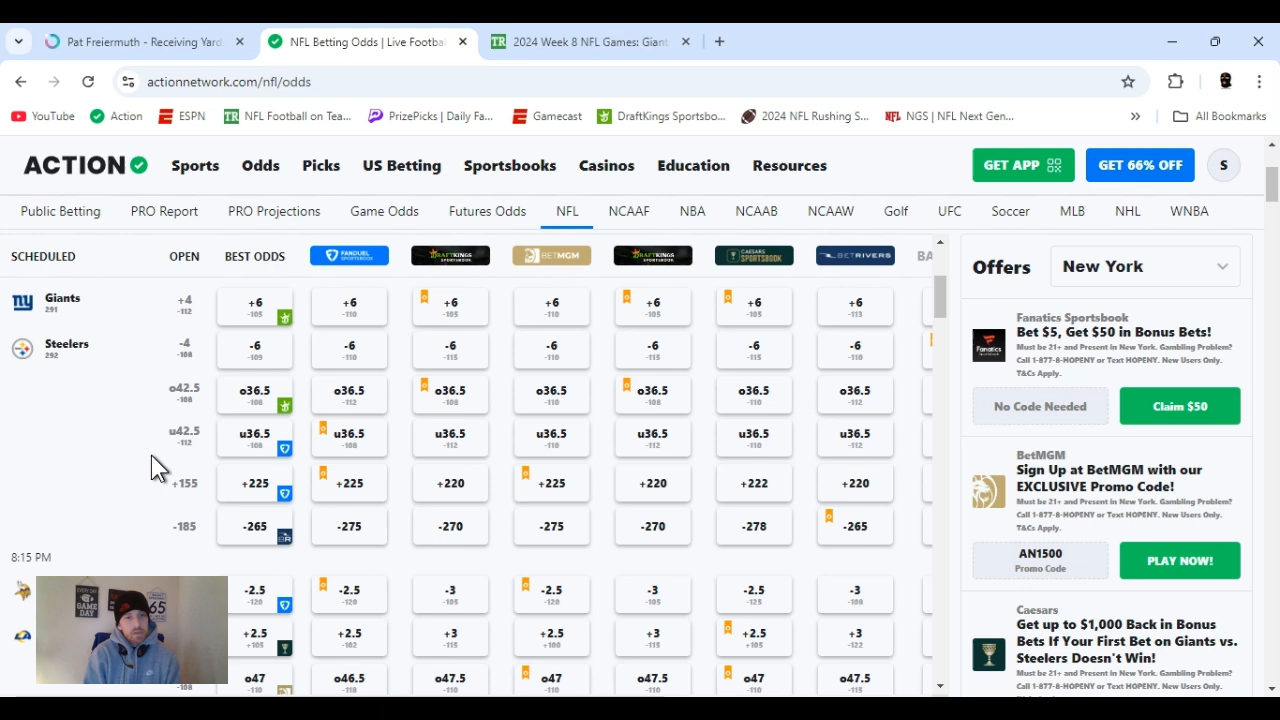 Pat Freiermuth - Receiving Yard
NFL Betting Odds | Live Footba
2024 Week 8 NFL Games: Giant
actionnetwork.com/nfl/odds
YouTube
Action
ESPN
NFL Football on Tea...
PrizePicks | Daily Fa...
Gamecast
DraftKings Sportsbo...
2024 NFL Rushing S...
NGS | NFL Next Gen...
All Bookmarks
ACTION
Sports
Odds
Picks
US Betting
Sportsbooks
Casinos
Education
Resources
GET APP
GET 66% OFF
S
Public Betting
PRO Report
PRO Projections
Game Odds
Futures Odds
NFL
NCAAF
NBA
NCAAB
NCAAW
Golf
UFC
Soccer
MLB
NHL
WNBA
SCHEDULED OPEN BEST ODDS FANDUEL SPORTSBOOK DRAFTKINGS SPORTSBOOK BETMGM DRAFTKINGS SPORTSBOOK CAESARS SPORTSBOOK BETRIVERS BA
Giants +4 +6 +6 +6 +6 +6 +6 +6
291 -112 -105 -110 -105 -110 -105 -110 -113
Steelers -4 -6 -6 -6 -6 -6 -6 -6
292 -108 -109 -110 -115 -110 -115 -110 -110
o42.5 o36.5 o36.5 o36.5 o36.5 o36.5 o36.5 o36.5
-108 -108 -112 -108 -110 -108 -110 -112
u42.5 u36.5 u36.5 u36.5 u36.5 u36.5 u36.5 u36.5
-112 -108 -108 -112 -110 -112 -110 -112
+155 +225 +225 +220 +225 +220 +222 +220
-185 -265 -275 -270 -275 -270 -278 -265
8:15 PM
-2.5 -2.5 -3 -2.5 -3 -2.5 -3
-120 -120 -105 -120 -105 -125 -108
+2.5 +2.5 +3 +2.5 +3 +2.5 +3
+105 -102 -115 +100 -115 +105 -122
o47 o46.5 o47.5 o47 o47.5 o47 o47.5
-108 -110 -118 -110 -110 -110 -110 -115
GAME DAY
65
Offers
New York
Fanatics Sportsbook
Bet $5, Get $50 in Bonus Bets!
Must be 21+ and Present in New York. Gambling Problem?
Call 1-877-8-HOPENY or Text HOPENY. New Users Only.
T&Cs Apply.
No Code Needed
Claim $50
BetMGM
Sign Up at BetMGM with our
EXCLUSIVE Promo Code!
Must be 21+ and Present in New York. Gambling Problem?
Call 1-877-8-HOPENY or Text HOPENY. New Users Only.
T&Cs Apply.
AN1500
Promo Code
PLAY NOW!
Caesars
Get up to $1,000 Back in Bonus
Bets If Your First Bet on Giants vs.
Steelers Doesn't Win!
Must be 21+ and Present in New York. Gambling Problem?
Call 1-877-8-HOPENY or Text HOPENY. New Users Only.